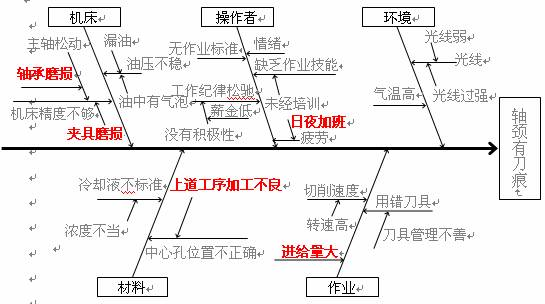 机床
操作者
环境
主轴松动
漏油
油压不稳
轴承磨损
机床精度不够
油中有气泡
夹具磨损
无作业标准
情绪
缺乏作业技能
工作纪律松驰
薪金低
未经培训
没有积极性
日夜加班
疲劳
光线弱
光线
气温高
光线过强
轴颈有刀痕
冷却液不标准
上道工序加工不良
浓度不当
中心孔位置不正确
切削速度
用错刀具
转速高
刀具管理不善
进给量大
材料
作业